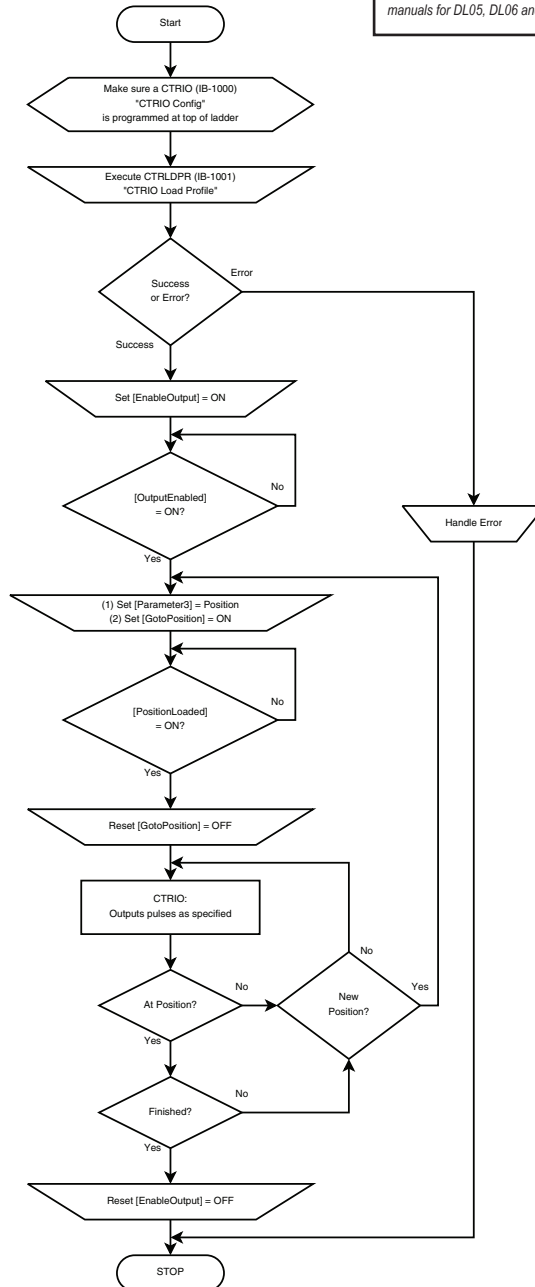 manuals for DL05, DL06 an
Start
Make sure a CTRIO (IB-1000)
"CTRIO Config"
is programmed at top of ladder
Execute CTRLDPR (IB-1001)
"CTRIO Load Profile"
Success
or Error?
Error
Success
Set [EnableOutput] = ON
[OutputEnabled]
= ON?
No
Yes
Handle Error
(1) Set [Parameter3] = Position
(2) Set [GotoPosition] = ON
[PositionLoaded]
= ON?
No
Yes
Reset [GotoPosition] = OFF
CTRIO:
Outputs pulses as specified
No
At Position?
No
New
Position?
Yes
Yes
Finished?
No
Yes
Reset [EnableOutput] = OFF
STOP